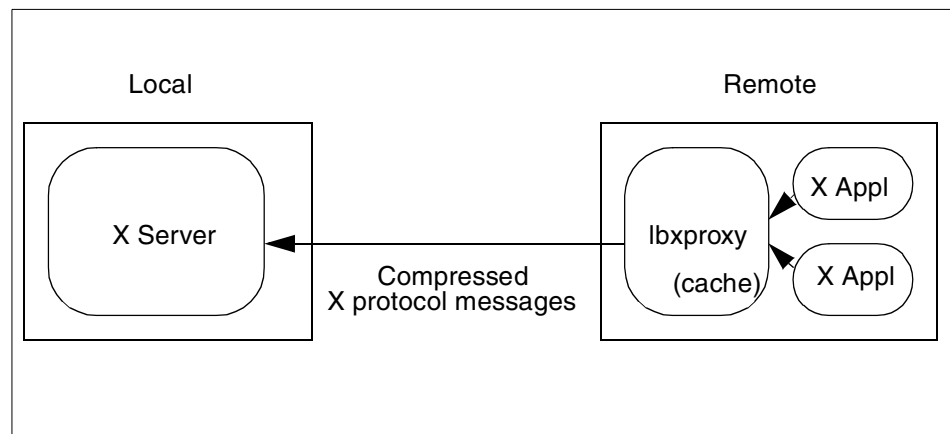 Local
Remote
X Server
lbxproxy
(cache)
X Appl
X Appl
Compressed
X protocol messages